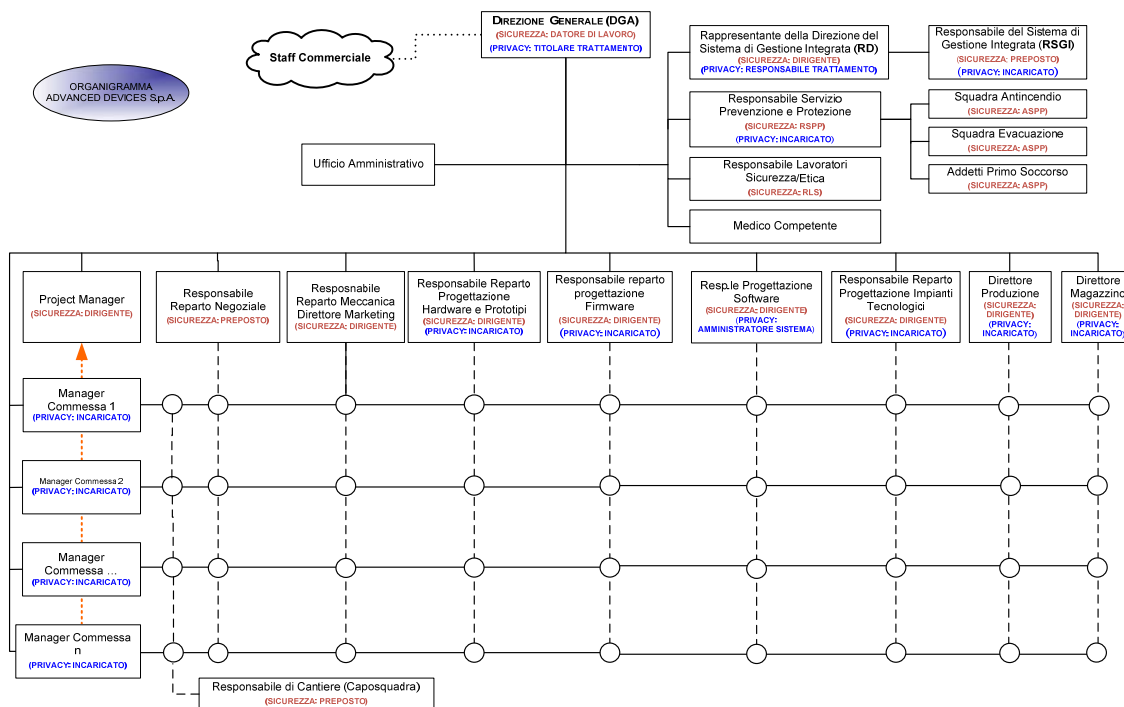 DIREZIONE GENERALE (DGA)
(SICUREZZA: DATORE DI LAVORO)
(PRIVACY: TITOLARE TRATTAMENTO)
Staff Commerciale
ORGANIGRAMMA
ADVANCED DEVICES S.p.A.
Rappresentante della Direzione del
Sistema di Gestione Integrata (RD)
(SICUREZZA: DIRIGENTE)
(PRIVACY: RESPONSABILE TRATTAMENTO)
Responsabile del Sistema di
Gestione Integrata (RSGI)
(SICUREZZA: PREPOSTO)
(PRIVACY: INCARICATO)
Responsabile Servizio
Prevenzione e Protezione
(SICUREZZA: RSPP)
(PRIVACY: INCARICATO)
Squadra Antincendio
(SICUREZZA: ASPP)
Squadra Evacuazione
(SICUREZZA: ASPP)
Addetti Primo Soccorso
(SICUREZZA: ASPP)
Ufficio Amministrativo
Responsabile Lavoratori
Sicurezza/Etica
(SICUREZZA: RLS)
Medico Competente
Project Manager
(SICUREZZA: DIRIGENTE)
Responsabile
Reparto Negoziale
(SICUREZZA: PREPOSTO)
Responsabile
Reparto Meccanica
Direttore Marketing
(SICUREZZA: DIRIGENTE)
Responsabile Reparto
Progettazione
Hardware e Prototipi
(SICUREZZA: DIRIGENTE)
(PRIVACY: INCARICATO)
Responsabile reparto
progettazione
Firmware
(SICUREZZA: DIRIGENTE)
(PRIVACY: INCARICATO)
Resp.le Progettazione
Software
(SICUREZZA: DIRIGENTE)
(PRIVACY:
AMMINISTRATORE SISTEMA)
Responsabile Reparto
Progettazione Impianti
Tecnologici
(SICUREZZA: DIRIGENTE)
(PRIVACY: INCARICATO)
Direttore
Produzione
(SICUREZZA:
DIRIGENTE)
(PRIVACY:
INCARICATO)
Direttore
Magazzino
(SICUREZZA:
DIRIGENTE)
(PRIVACY:
INCARICATO)
Manager
Commessa 1
(PRIVACY: INCARICATO)
Manager Commessa 2
(PRIVACY: INCARICATO)
Manager
Commessa ...
(PRIVACY: INCARICATO)
Manager Commessa
n
(PRIVACY: INCARICATO)
Responsabile di Cantiere (Caposquadra)
(SICUREZZA: PREPOSTO)